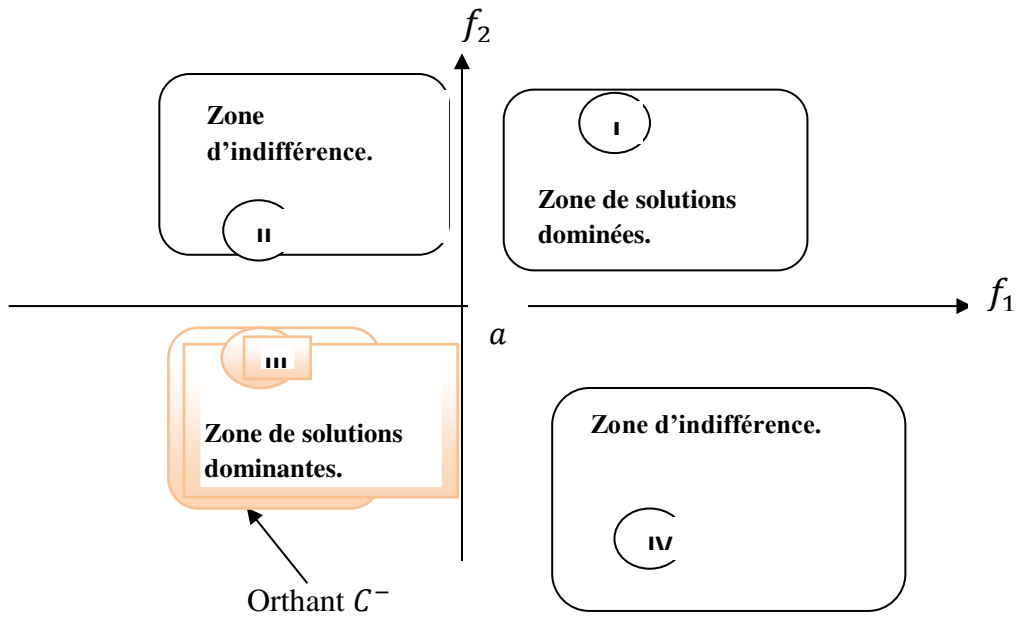 f₂
Zone
d'indifférence.
II
I
Zone de solutions
dominées.
f₁
a
III
Zone de solutions
dominantes.
Zone d'indifférence.
IV
Orthant C⁻